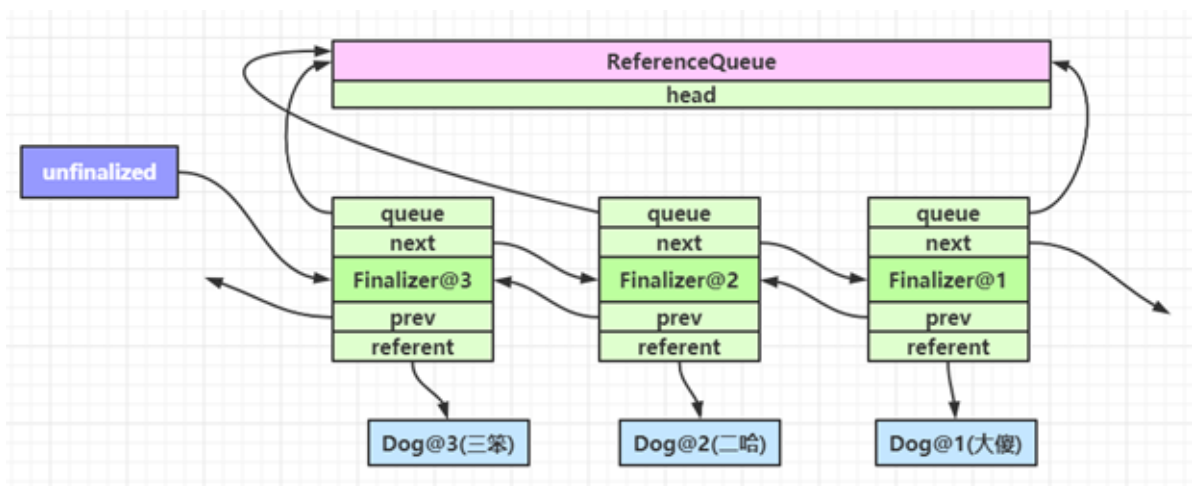 ReferenceQueue
head
unfinalized
queue
next
Finalizer@3
prev
referent
Dog@3(三笨)
queue
next
Finalizer@2
prev
referent
Dog@2(二哈)
queue
next
Finalizer@1
prev
referent
Dog@1(大傻)